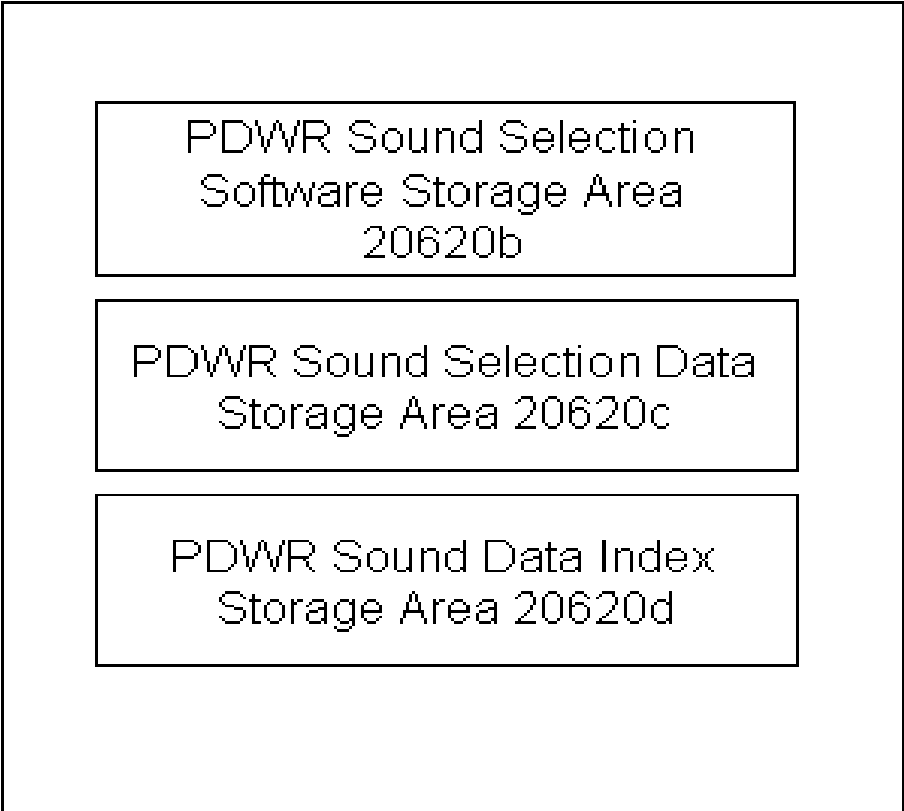 PDWR Sound Selection
Software Storage Area
20620b
PDWR Sound Selection Data
Storage Area 20620c
PDWR Sound Data Index
Storage Area 20620d